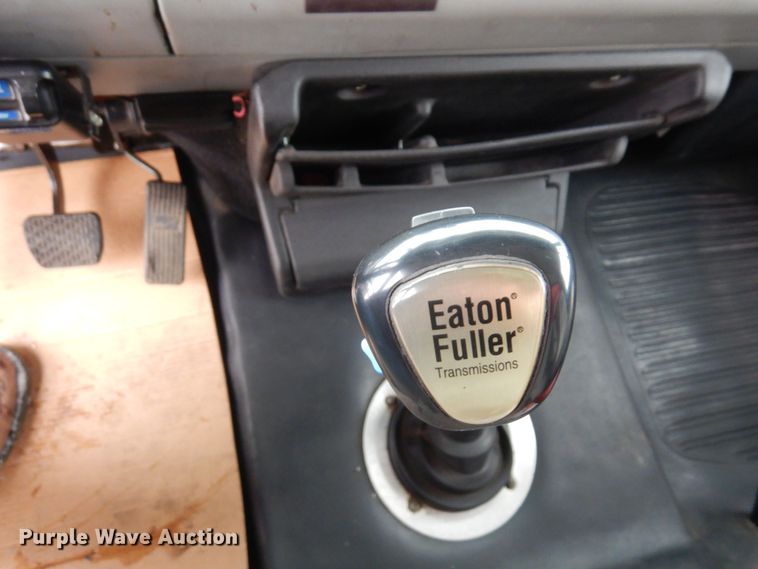 Eaton®
Fuller®
Transmissions
Purple Wave Auction